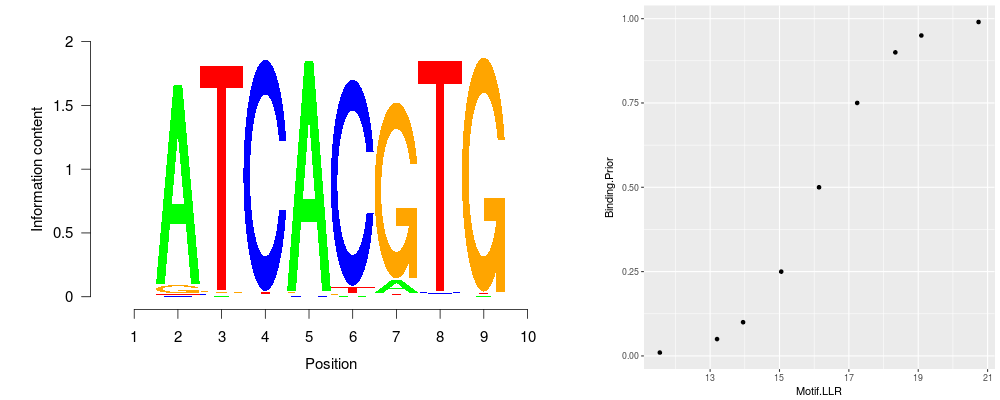 2
1.5
1
0.5
0
Information content
ATCACGTG
1 2 3 4 5 6 7 8 9 10
Position
1.00
0.75
0.50
0.25
0.00
Binding.Prior
13 15 17 19 21
Motif.LLR